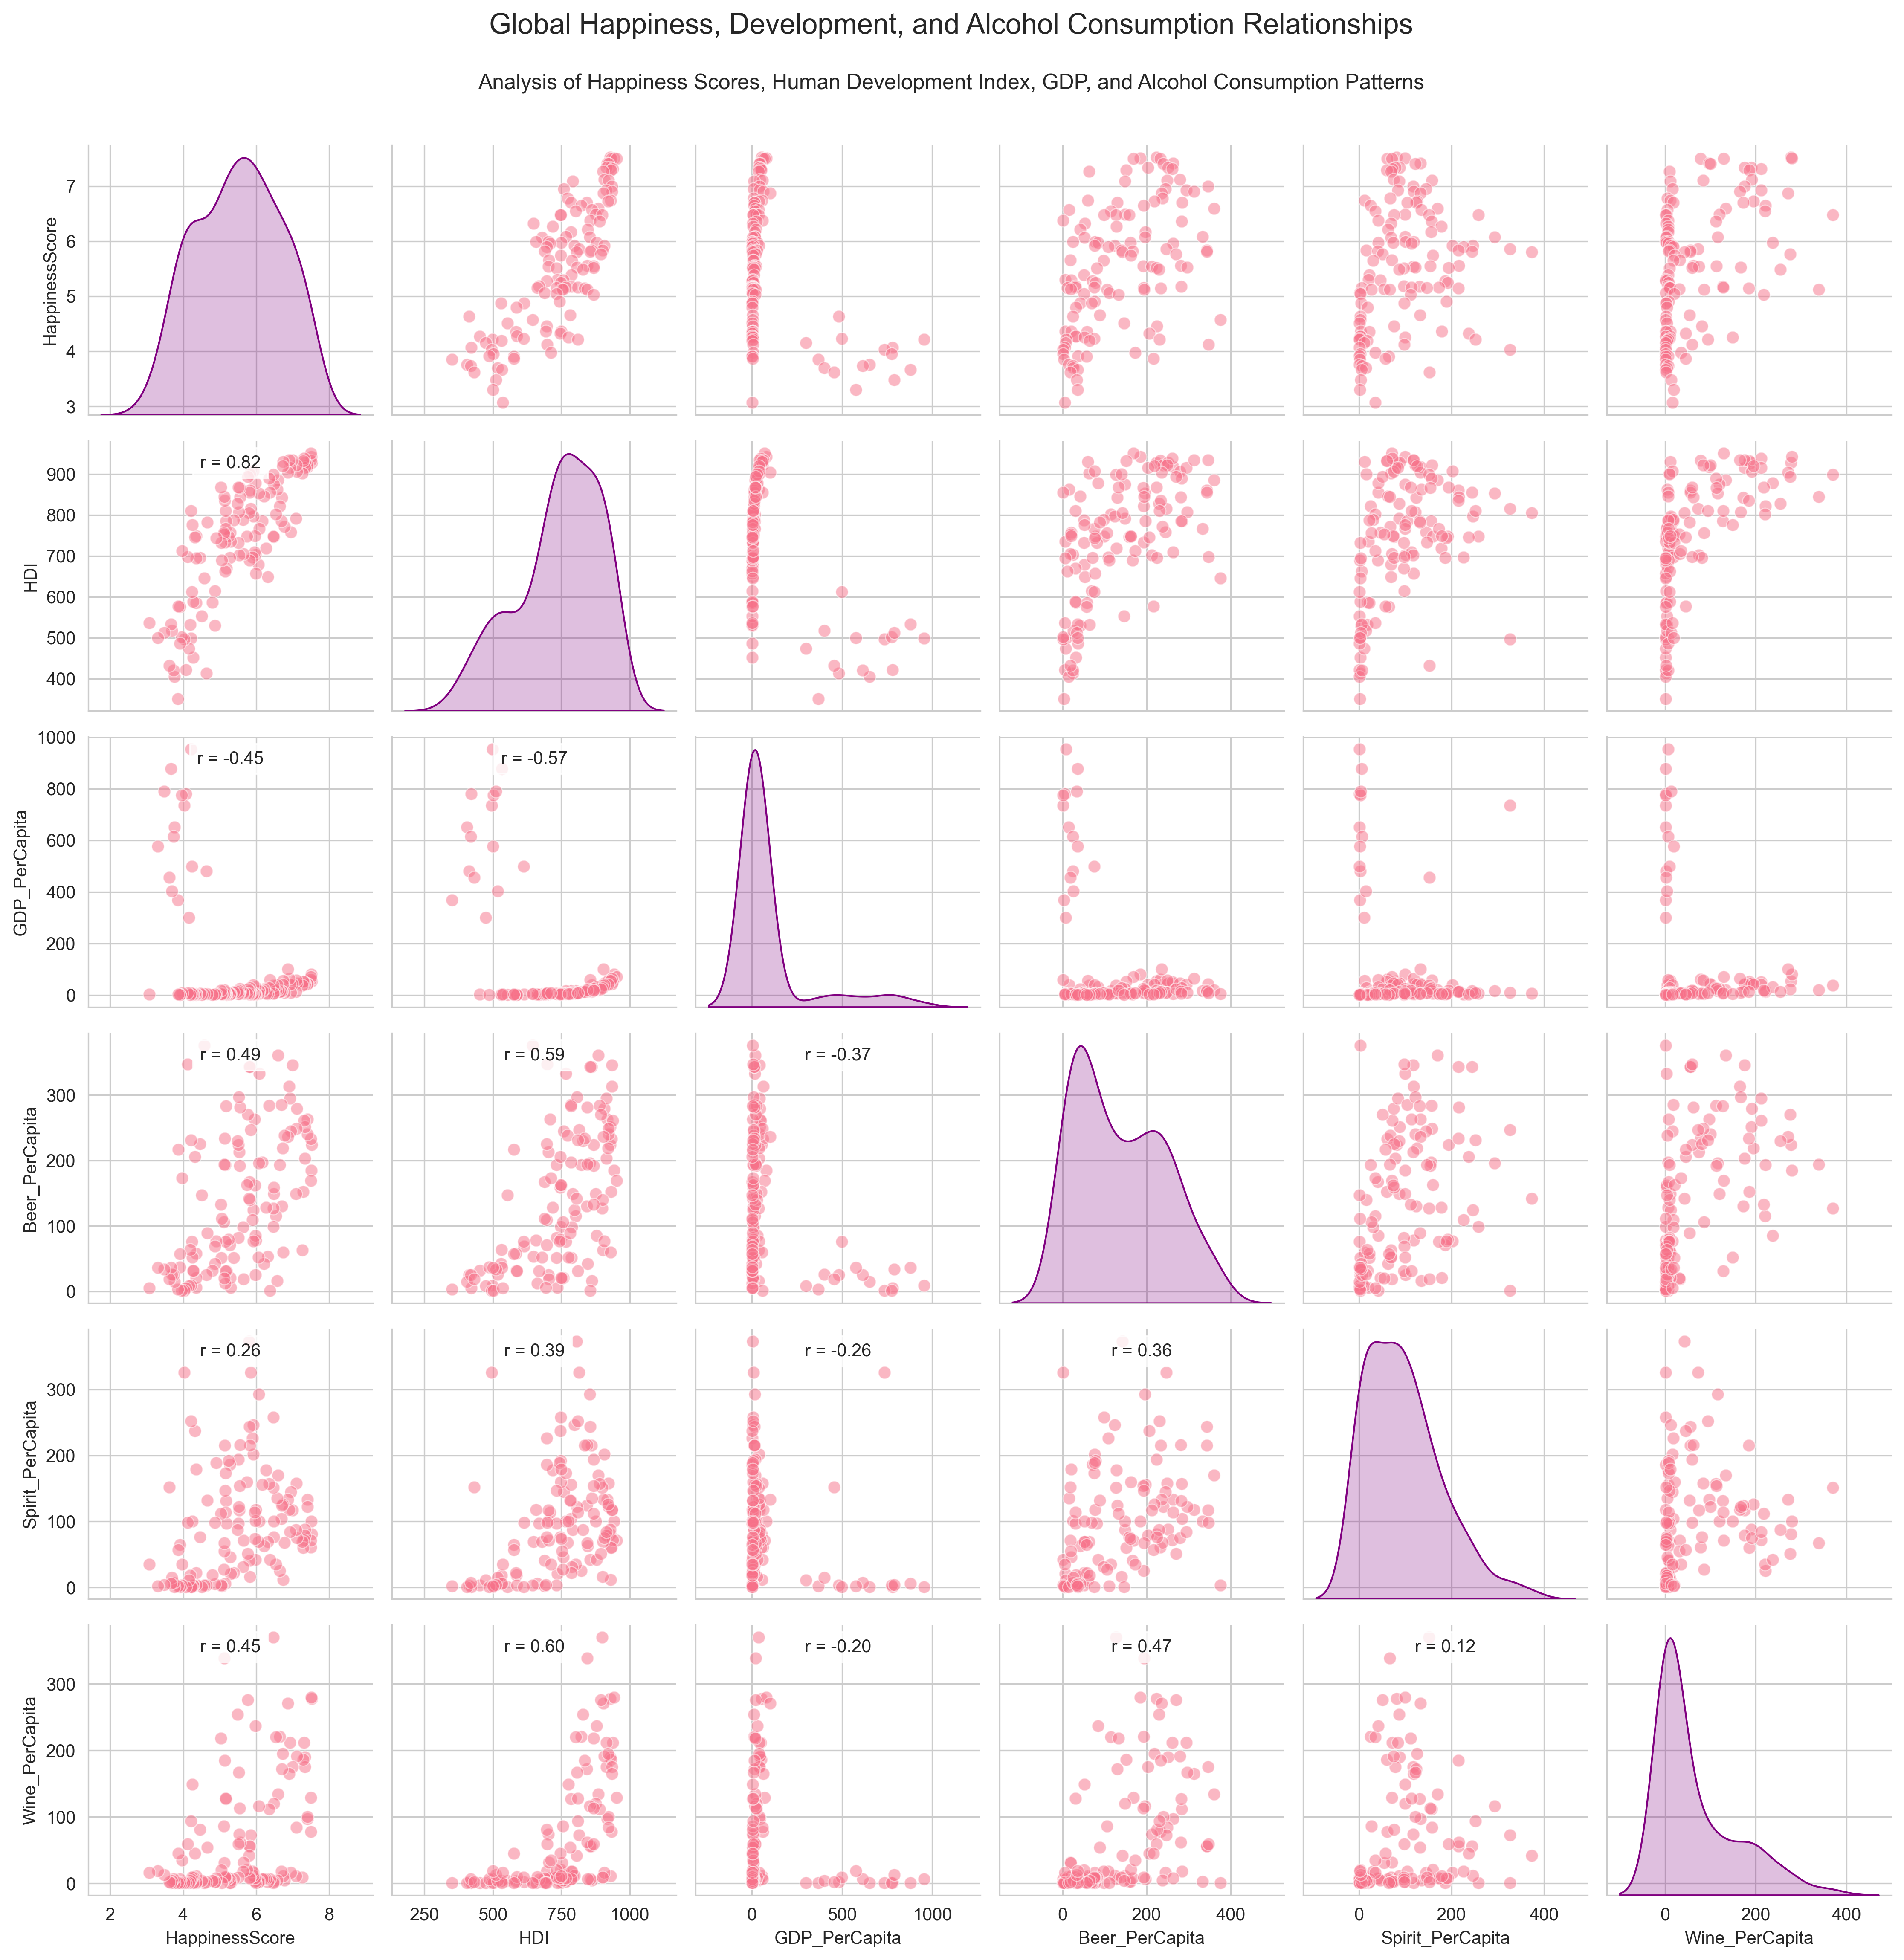 Global Happiness, Development, and Alcohol Consumption Relationships
Analysis of Happiness Scores, Human Development Index, GDP, and Alcohol Consumption Patterns
HappinessScore
7
6
5
4
3
HDI
900
800
700
600
500
400
r = 0.82
GDP_PerCapita
1000
800
600
400
200
0
r = -0.45
r = -0.57
Beer_PerCapita
300
200
100
0
r = 0.49
r = 0.59
r = -0.37
Spirit_PerCapita
300
200
100
0
r = 0.26
r = 0.39
r = -0.26
r = 0.36
Wine_PerCapita
300
200
100
0
r = 0.45
r = 0.60
r = -0.20
r = 0.47
r = 0.12
2 4 6 8
250 500 750 1000
0 500 1000
0 200 400
0 200 400
0 200 400
HappinessScore
HDI
GDP_PerCapita
Beer_PerCapita
Spirit_PerCapita
Wine_PerCapita